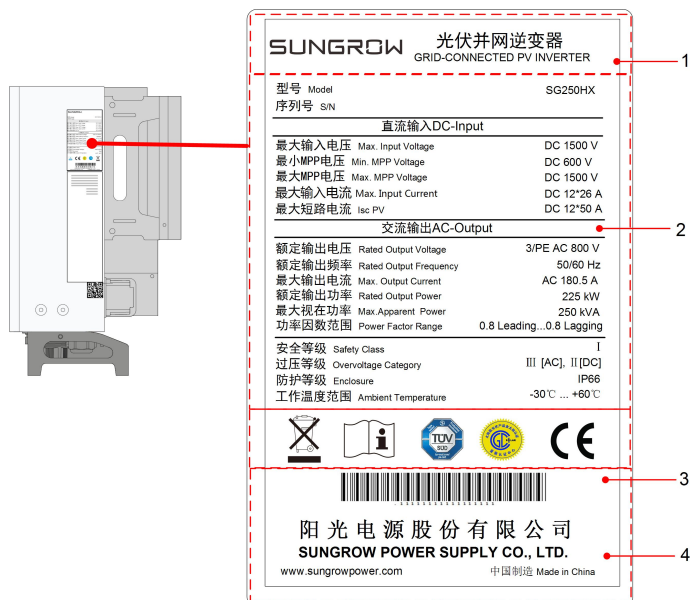 SUNGROW
光伏并网逆变器
GRID-CONNECTED PV INVERTER
1
型号 Model SG250HX
序列号 S/N
直流输入DC-Input
最大输入电压 Max. Input Voltage DC 1500 V
最小MPP电压 Min. MPP Voltage DC 600 V
最大MPP电压 Max. MPP Voltage DC 1500 V
最大输入电流 Max. Input Current DC 12*26 A
最大短路电流 Isc PV DC 12*50 A
交流输出AC-Output
2
额定输出电压 Rated Output Voltage 3/PE AC 800 V
额定输出频率 Rated Output Frequency 50/60 Hz
最大输出电流 Max. Output Current AC 180.5 A
额定输出功率 Rated Output Power 225 kW
最大视在功率 Max.Apparent Power 250 kVA
功率因数范围 Power Factor Range 0.8 Leading...0.8 Lagging
安全等级 Safety Class Ⅰ
过压等级 Overvoltage Category Ⅲ [AC], Ⅱ[DC]
防护等级 Enclosure IP66
工作温度范围 Ambient Temperature -30℃ ... +60℃
TÜV
SÜD
CE
3
阳光电源股份有限公司
SUNGROW POWER SUPPLY CO., LTD.
4
www.sungrowpower.com 中国制造 Made in China